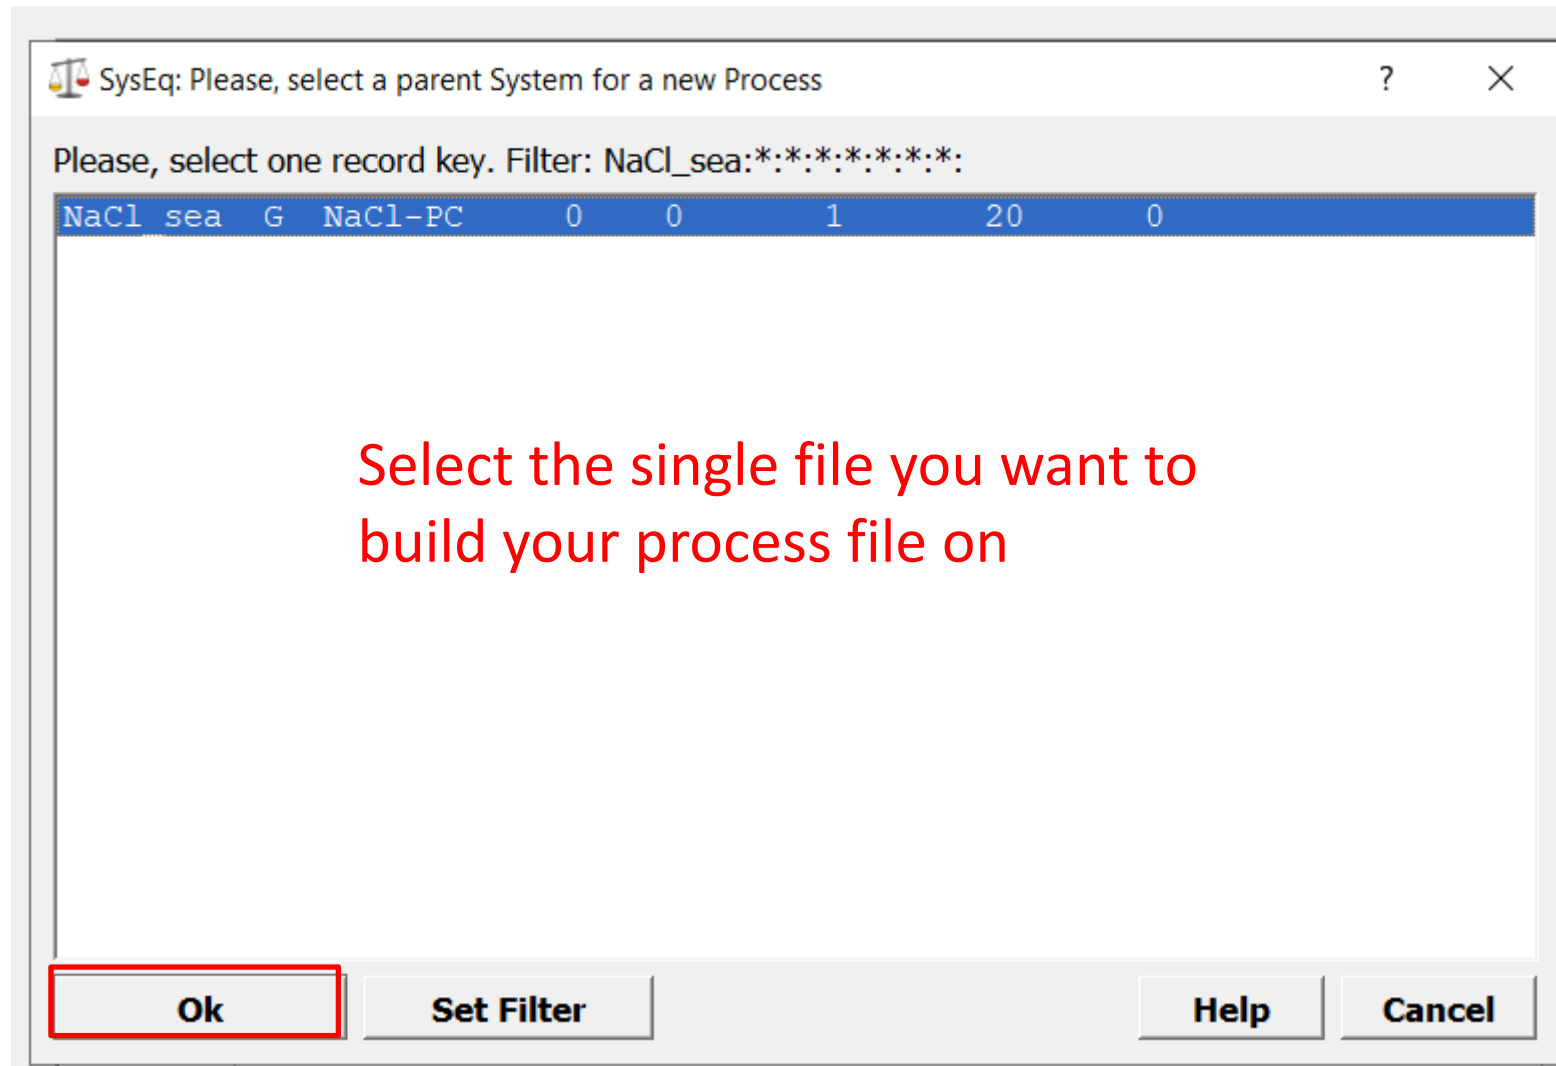 SysEq: Please, select a parent System for a new Process ?
Please, select one record key. Filter: NaCl_sea:*:*:*:*:*:*:*:
NaCl_sea G NaCl-PC 0 0 1 20 0
Select the single file you want to
build your process file on
Ok Set Filter Help Cancel